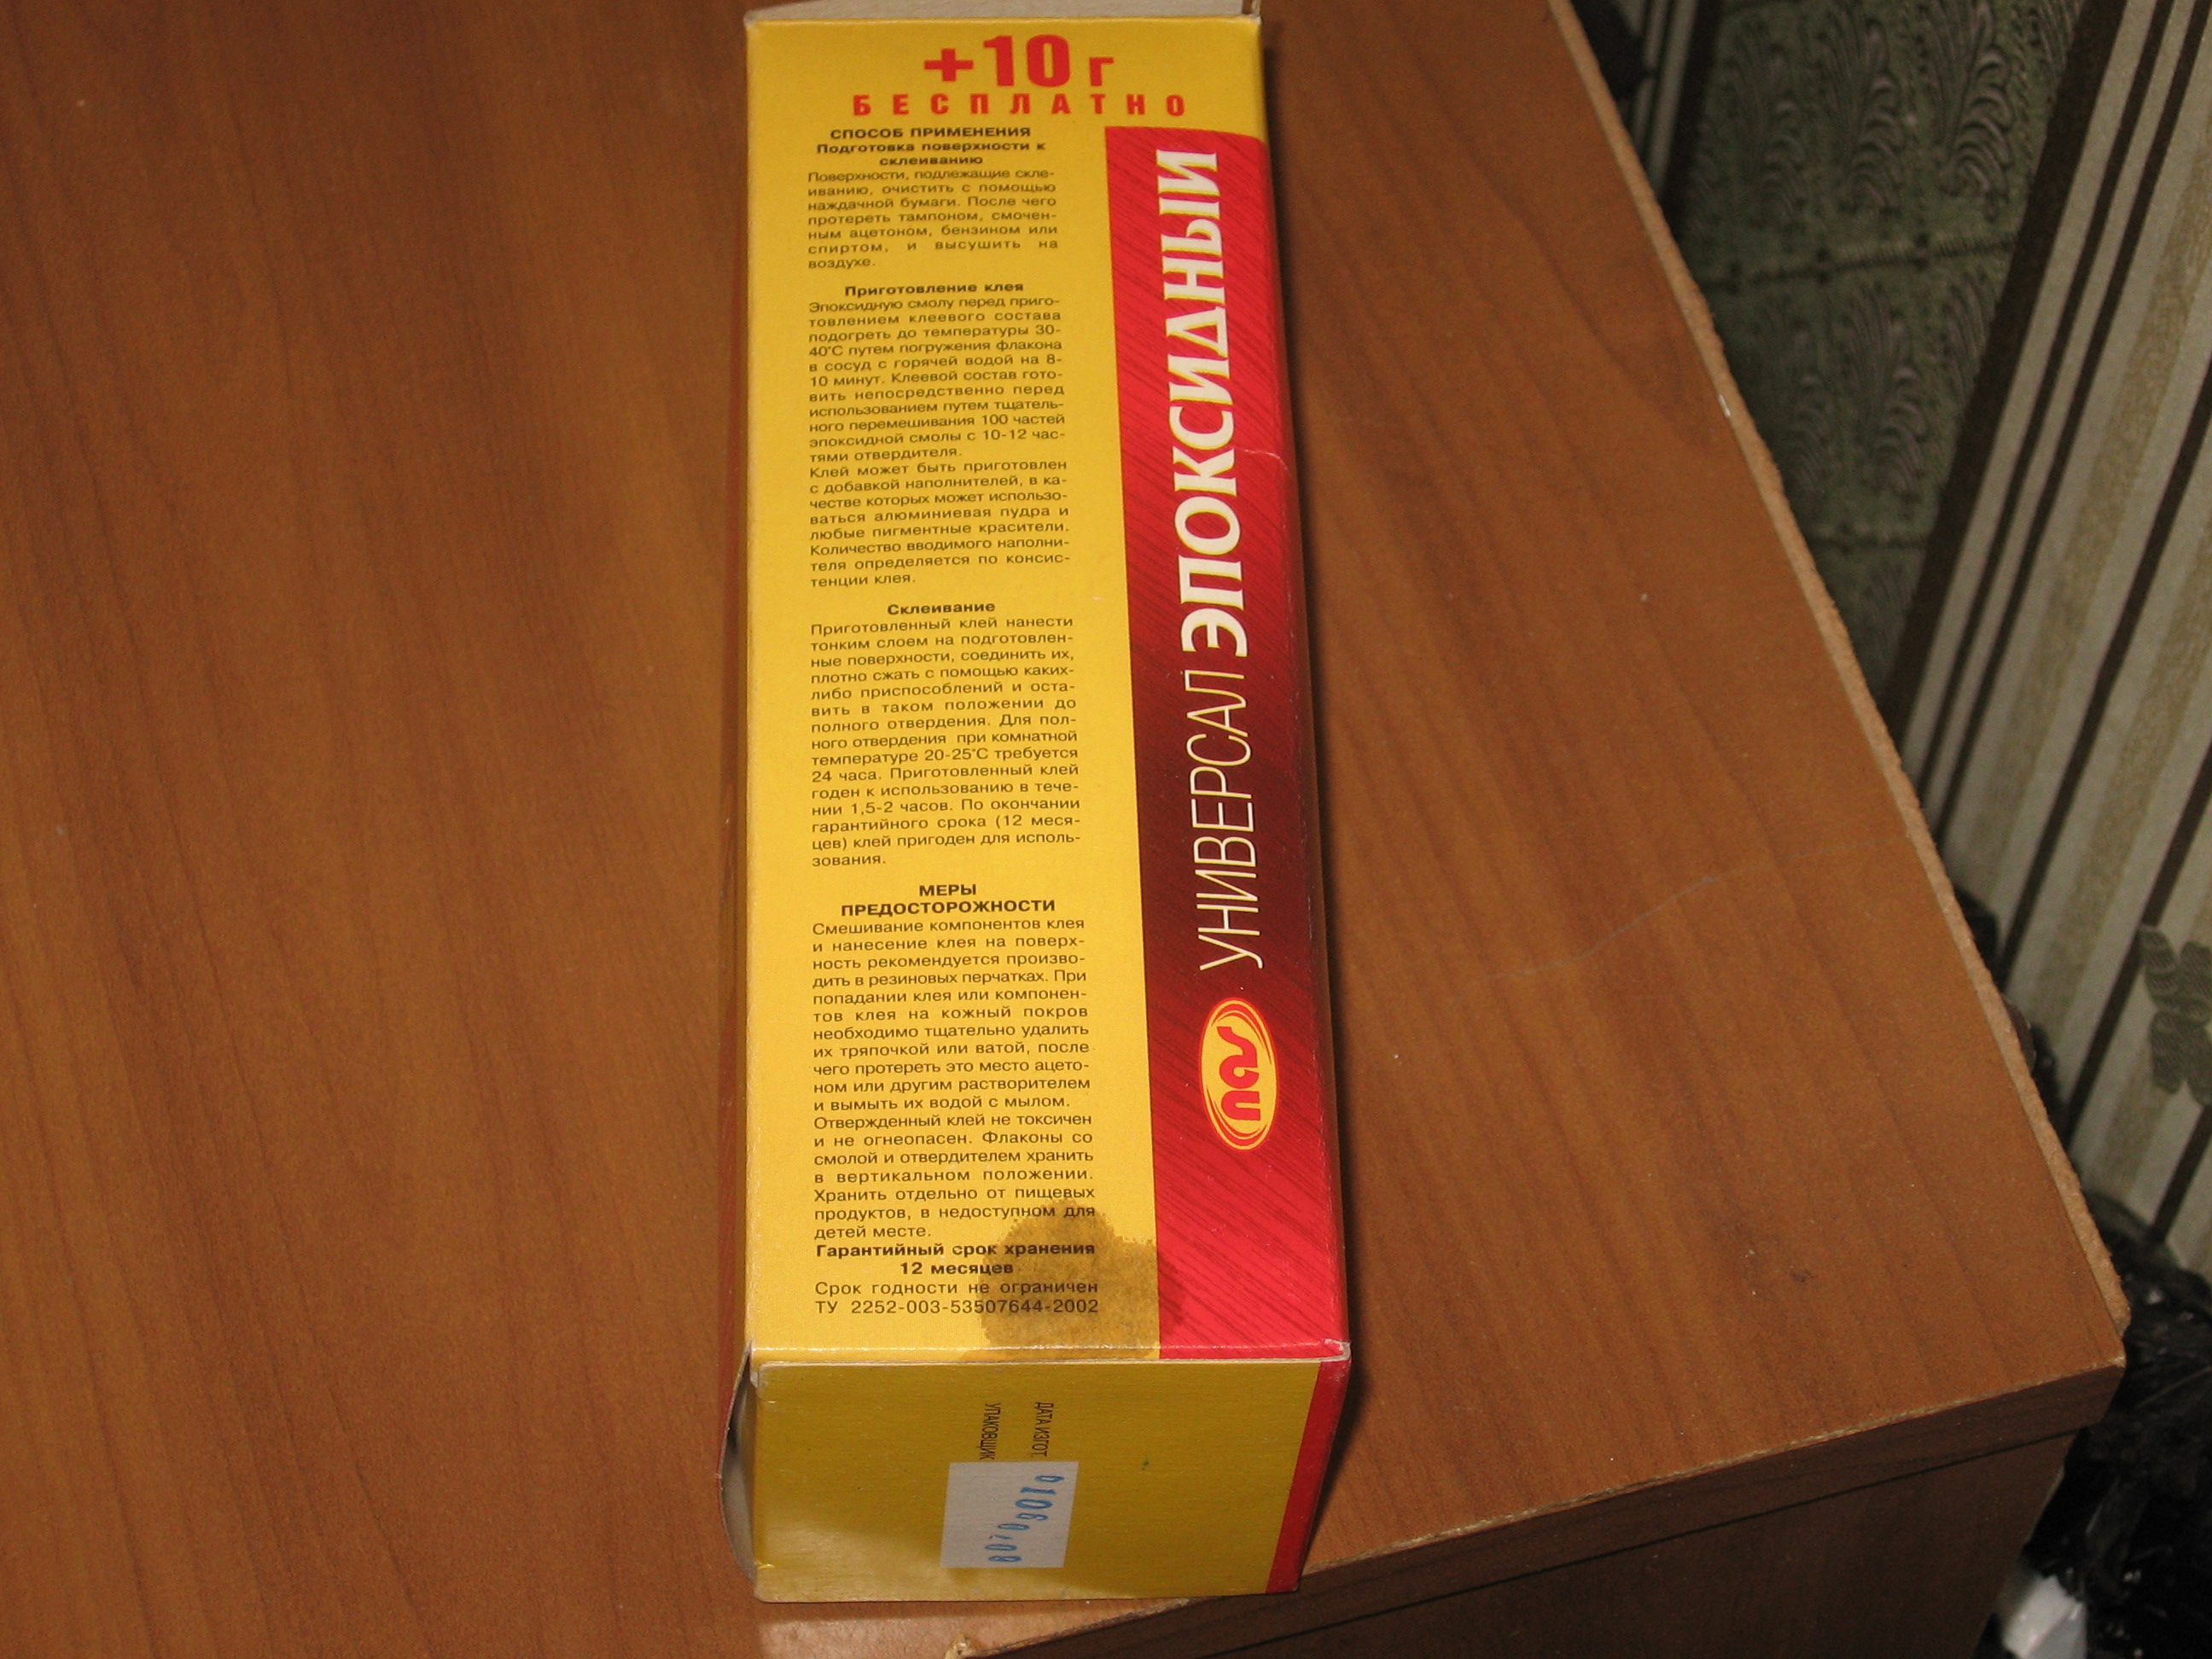 +10 г
БЕСПЛАТНО
СПОСОБ ПРИМЕНЕНИЯ
Подготовка поверхности к
склеиванию
Поверхности, подлежащие скле-
иванию, очистить с помощью
наждачной бумаги. После чего
протереть тампоном, смочен-
ным ацетоном, бензином или
спиртом, и высушить на
воздухе.
Приготовление клея
Эпоксидную смолу перед приго-
товлением клеевого состава
подогреть до температуры 30-
40°С путем погружения флакона
в сосуд с горячей водой на 8-
10 минут. Клеевой состав гото-
вить непосредственно перед
использованием путем тщатель-
ного перемешивания 100 частей
эпоксидной смолы с 10-12 час-
тями отвердителя.
Клей может быть приготовлен
с добавкой наполнителей, в ка-
честве которых может использо-
ваться алюминиевая пудра и
любые пигментные красители.
Количество вводимого наполни-
теля определяется по консис-
тенции клея.
Склеивание
Приготовленный клей нанести
тонким слоем на подготовлен-
ные поверхности, соединить их,
плотно сжать с помощью каких-
либо приспособлений и оста-
вить в таком положении до
полного отвердения. Для пол-
ного отвердения при комнатной
температуре 20-25°С требуется
24 часа. Приготовленный клей
годен к использованию в тече-
нии 1,5-2 часов. По окончании
гарантийного срока (12 меся-
цев) клей пригоден для исполь-
зования.
МЕРЫ
ПРЕДОСТОРОЖНОСТИ
Смешивание компонентов клея
и нанесение клея на поверх-
ность рекомендуется произво-
дить в резиновых перчатках. При
попадании клея или компонен-
тов клея на кожный покров
необходимо тщательно удалить
их тряпочкой или ватой, после
чего протереть это место ацето-
ном или другим растворителем
и вымыть их водой с мылом.
Отвержденный клей не токсичен
и не огнеопасен. Флаконы со
смолой и отвердителем хранить
в вертикальном положении.
Хранить отдельно от пищевых
продуктов, в недоступном для
детей месте.
Гарантийный срок хранения
12 месяцев
Срок годности не ограничен
ТУ 2252-003-53507644-2002
nas УНИВЕРСАЛ ЭПОКСИДНЫЙ
ДАТА ИЗГОТ.
УПАКОВЩИК